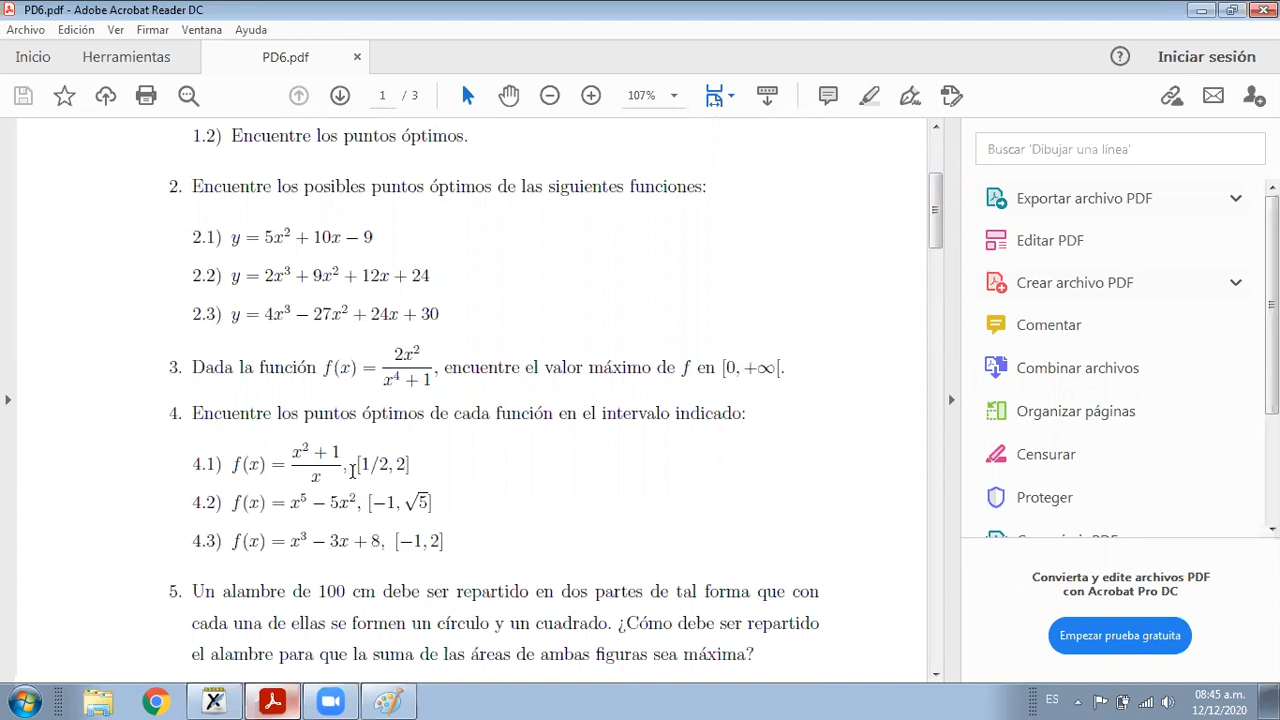 PD6.pdf - Adobe Acrobat Reader DC
Archivo Edición Ver Firmar Ventana Ayuda
Inicio Herramientas PD6.pdf × Iniciar sesión
1 / 3 107%
1.2) Encuentre los puntos óptimos.
2. Encuentre los posibles puntos óptimos de las siguientes funciones:
2.1) y = 5x² + 10x − 9
2.2) y = 2x³ + 9x² + 12x + 24
2.3) y = 4x³ − 27x² + 24x + 30
3. Dada la función f(x) = 2x²/(x⁴ + 1), encuentre el valor máximo de f en [0, +∞[.
4. Encuentre los puntos óptimos de cada función en el intervalo indicado:
4.1) f(x) = (x² + 1)/x, [1/2, 2]
4.2) f(x) = x⁵ − 5x², [−1, √5]
4.3) f(x) = x³ − 3x + 8, [−1, 2]
5. Un alambre de 100 cm debe ser repartido en dos partes de tal forma que con
cada una de ellas se formen un círculo y un cuadrado. ¿Cómo debe ser repartido
el alambre para que la suma de las áreas de ambas figuras sea máxima?
Buscar 'Dibujar una línea'
Exportar archivo PDF
Editar PDF
Crear archivo PDF
Comentar
Combinar archivos
Organizar páginas
Censurar
Proteger
Convierta y edite archivos PDF
con Acrobat Pro DC
Empezar prueba gratuita
ES
08:45 a.m.
12/12/2020